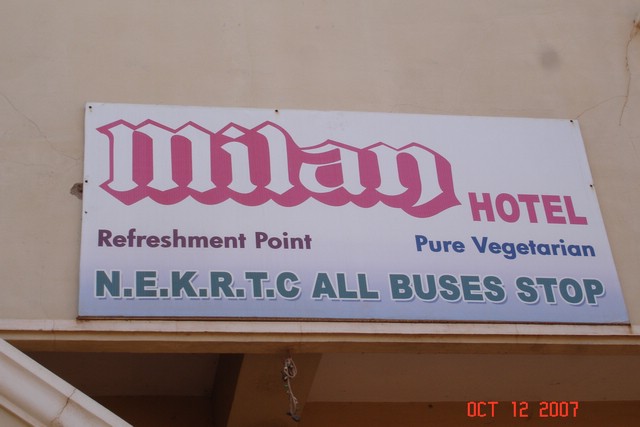 milan
HOTEL
Refreshment Point
Pure Vegetarian
N.E.K.R.T.C ALL BUSES STOP
OCT 12 2007